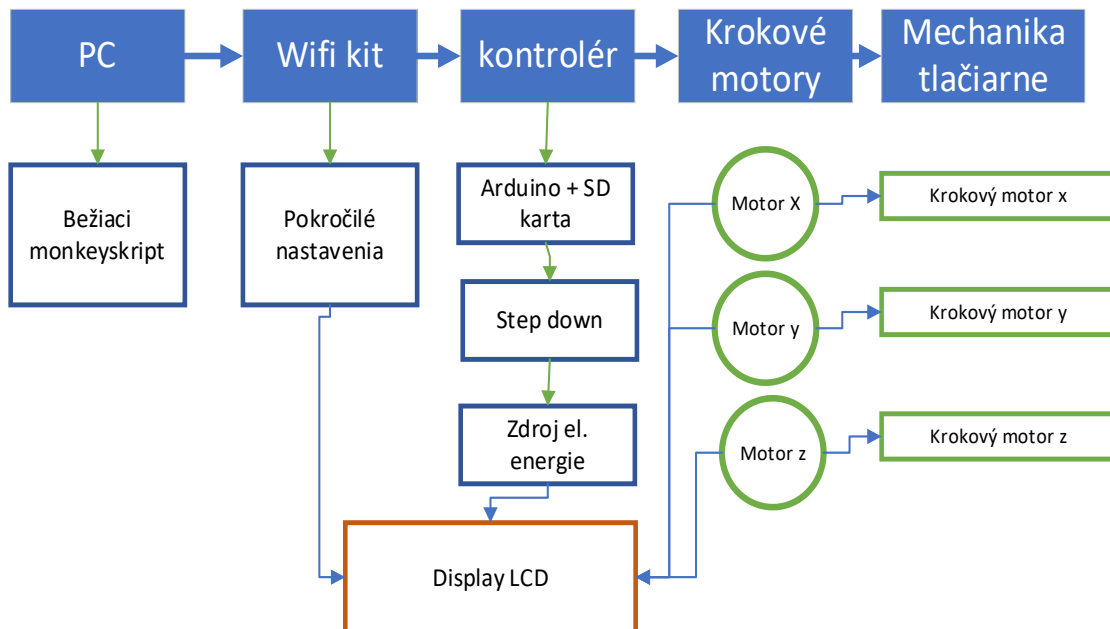 PC
Wifi kit
kontrolér
Krokové
motory
Mechanika
tlačiarne
Bežiaci
monkeyskript
Pokročilé
nastavenia
Arduino + SD
karta
Step down
Zdroj el.
energie
Display LCD
Motor X
Motor y
Motor z
Krokový motor x
Krokový motor y
Krokový motor z